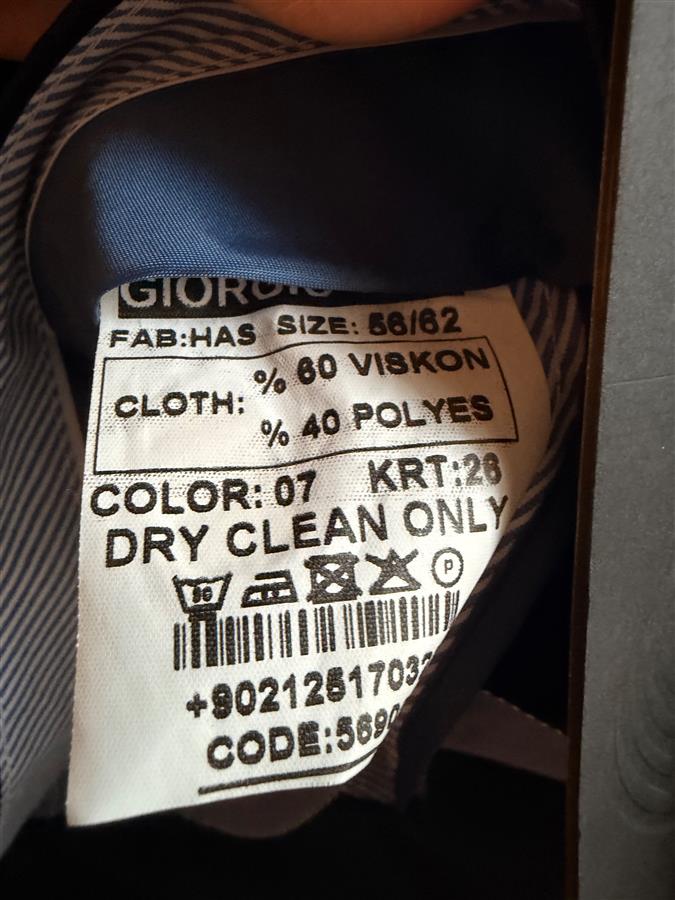 FAB:HAS SIZE: 56/62
CLOTH: % 60 VISKON
% 40 POLYES
COLOR: 07 KRT:26
DRY CLEAN ONLY
P